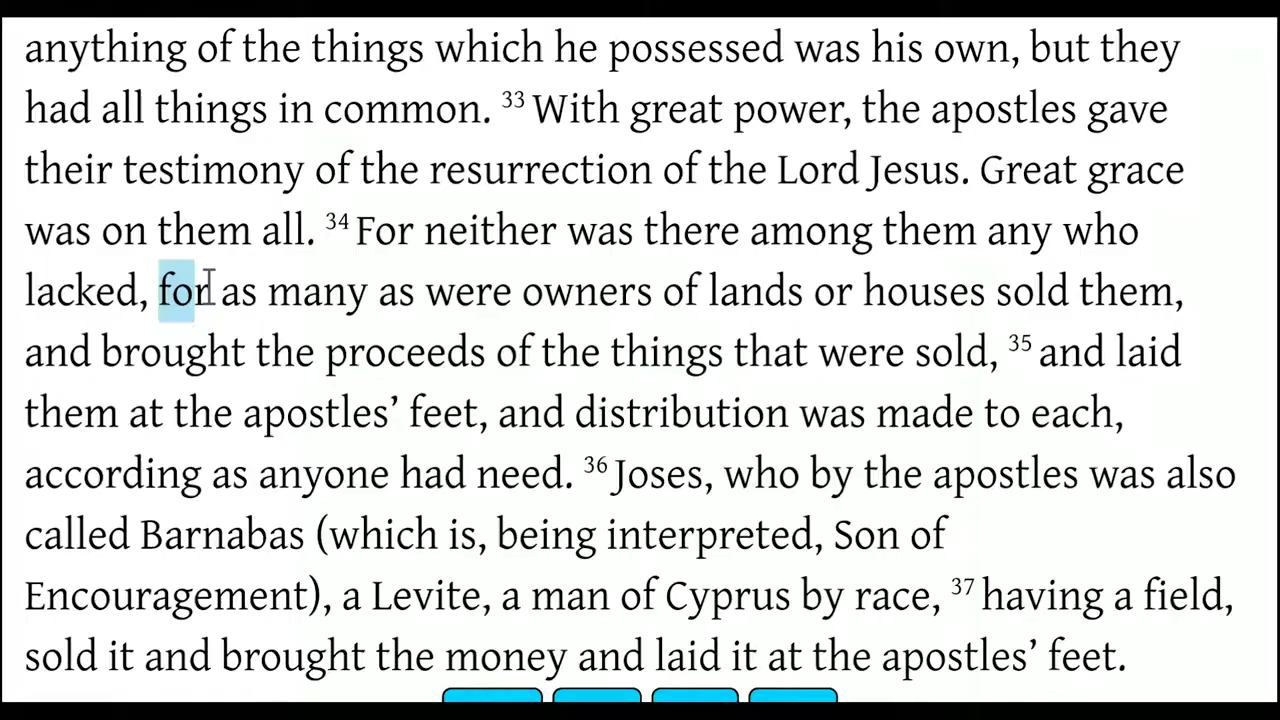 anything of the things which he possessed was his own, but they
had all things in common. 33 With great power, the apostles gave
their testimony of the resurrection of the Lord Jesus. Great grace
was on them all. 34 For neither was there among them any who
lacked, for as many as were owners of lands or houses sold them,
and brought the proceeds of the things that were sold, 35 and laid
them at the apostles’ feet, and distribution was made to each,
according as anyone had need. 36 Joses, who by the apostles was also
called Barnabas (which is, being interpreted, Son of
Encouragement), a Levite, a man of Cyprus by race, 37 having a field,
sold it and brought the money and laid it at the apostles’ feet.